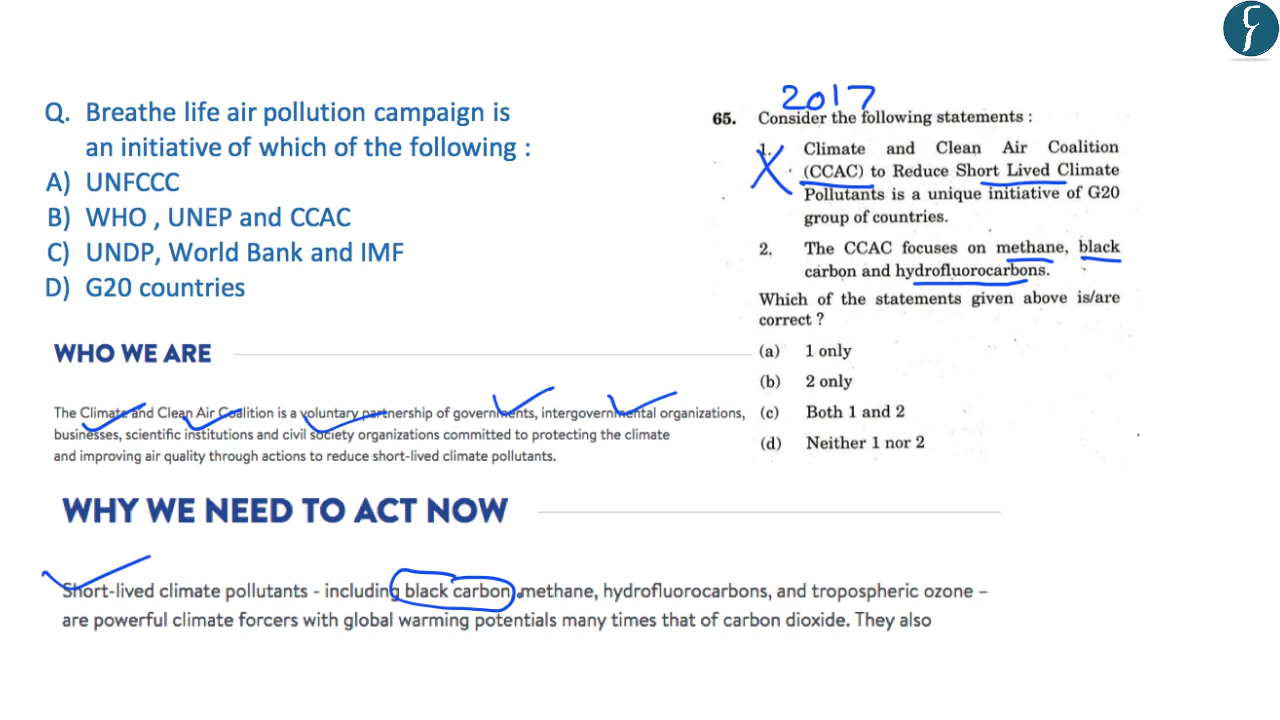 Q. Breathe life air pollution campaign is
an initiative of which of the following :
A) UNFCCC
B) WHO , UNEP and CCAC
C) UNDP, World Bank and IMF
D) G20 countries
2017
65. Consider the following statements :
1. Climate and Clean Air Coalition
(CCAC) to Reduce Short Lived Climate
Pollutants is a unique initiative of G20
group of countries.
2. The CCAC focuses on methane, black
carbon and hydrofluorocarbons.
Which of the statements given above is/are
correct ?
(a) 1 only
(b) 2 only
(c) Both 1 and 2
(d) Neither 1 nor 2
WHO WE ARE
The Climate and Clean Air Coalition is a voluntary partnership of governments, intergovernmental organizations,
businesses, scientific institutions and civil society organizations committed to protecting the climate
and improving air quality through actions to reduce short-lived climate pollutants.
WHY WE NEED TO ACT NOW
Short-lived climate pollutants - including black carbon, methane, hydrofluorocarbons, and tropospheric ozone –
are powerful climate forcers with global warming potentials many times that of carbon dioxide. They also